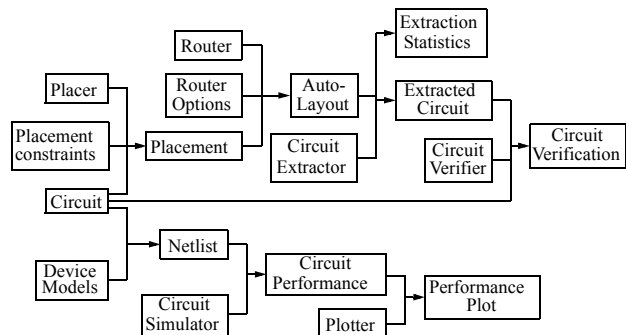 Router
Extraction
Statistics
Placer
Router
Options
Auto-
Layout
Extracted
Circuit
Placement
constraints
Placement
Circuit
Extractor
Circuit
Verifier
Circuit
Verification
Circuit
Netlist
Device
Models
Circuit
Performance
Performance
Plot
Circuit
Simulator
Plotter